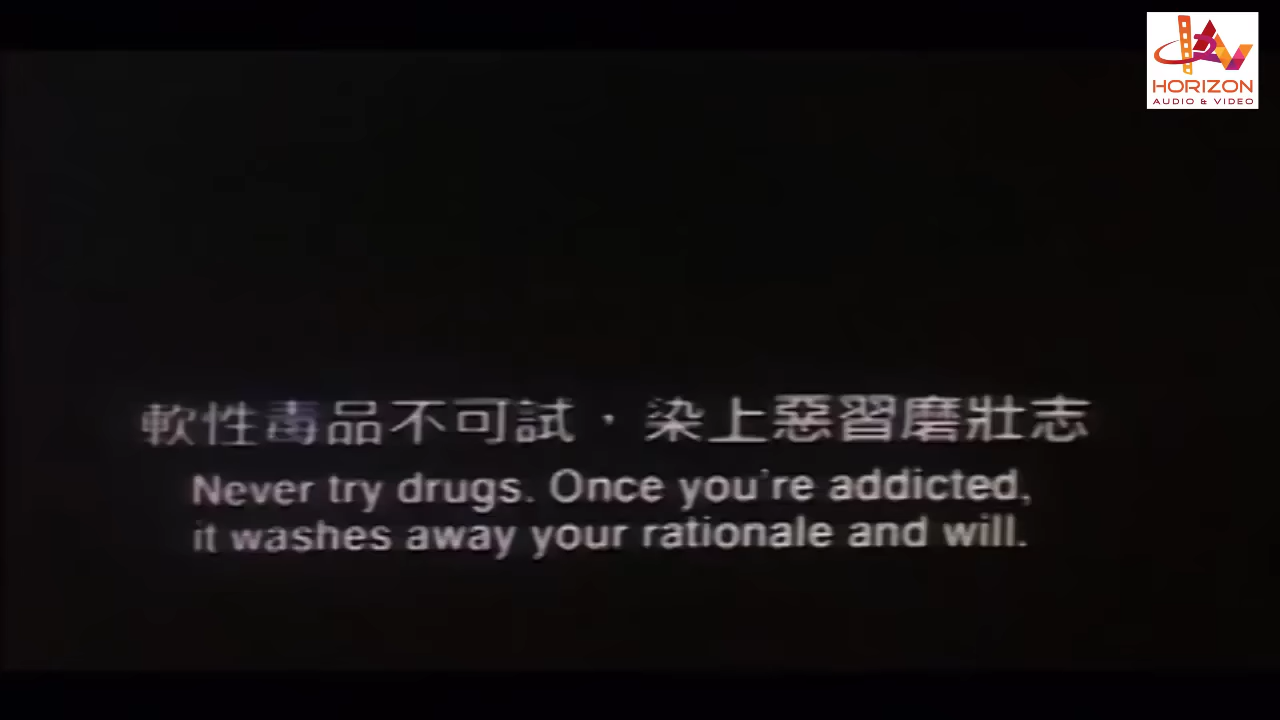 HORIZON
AUDIO & VIDEO
軟性毒品不可試，染上惡習磨壯志
Never try drugs. Once you're addicted,
it washes away your rationale and will.